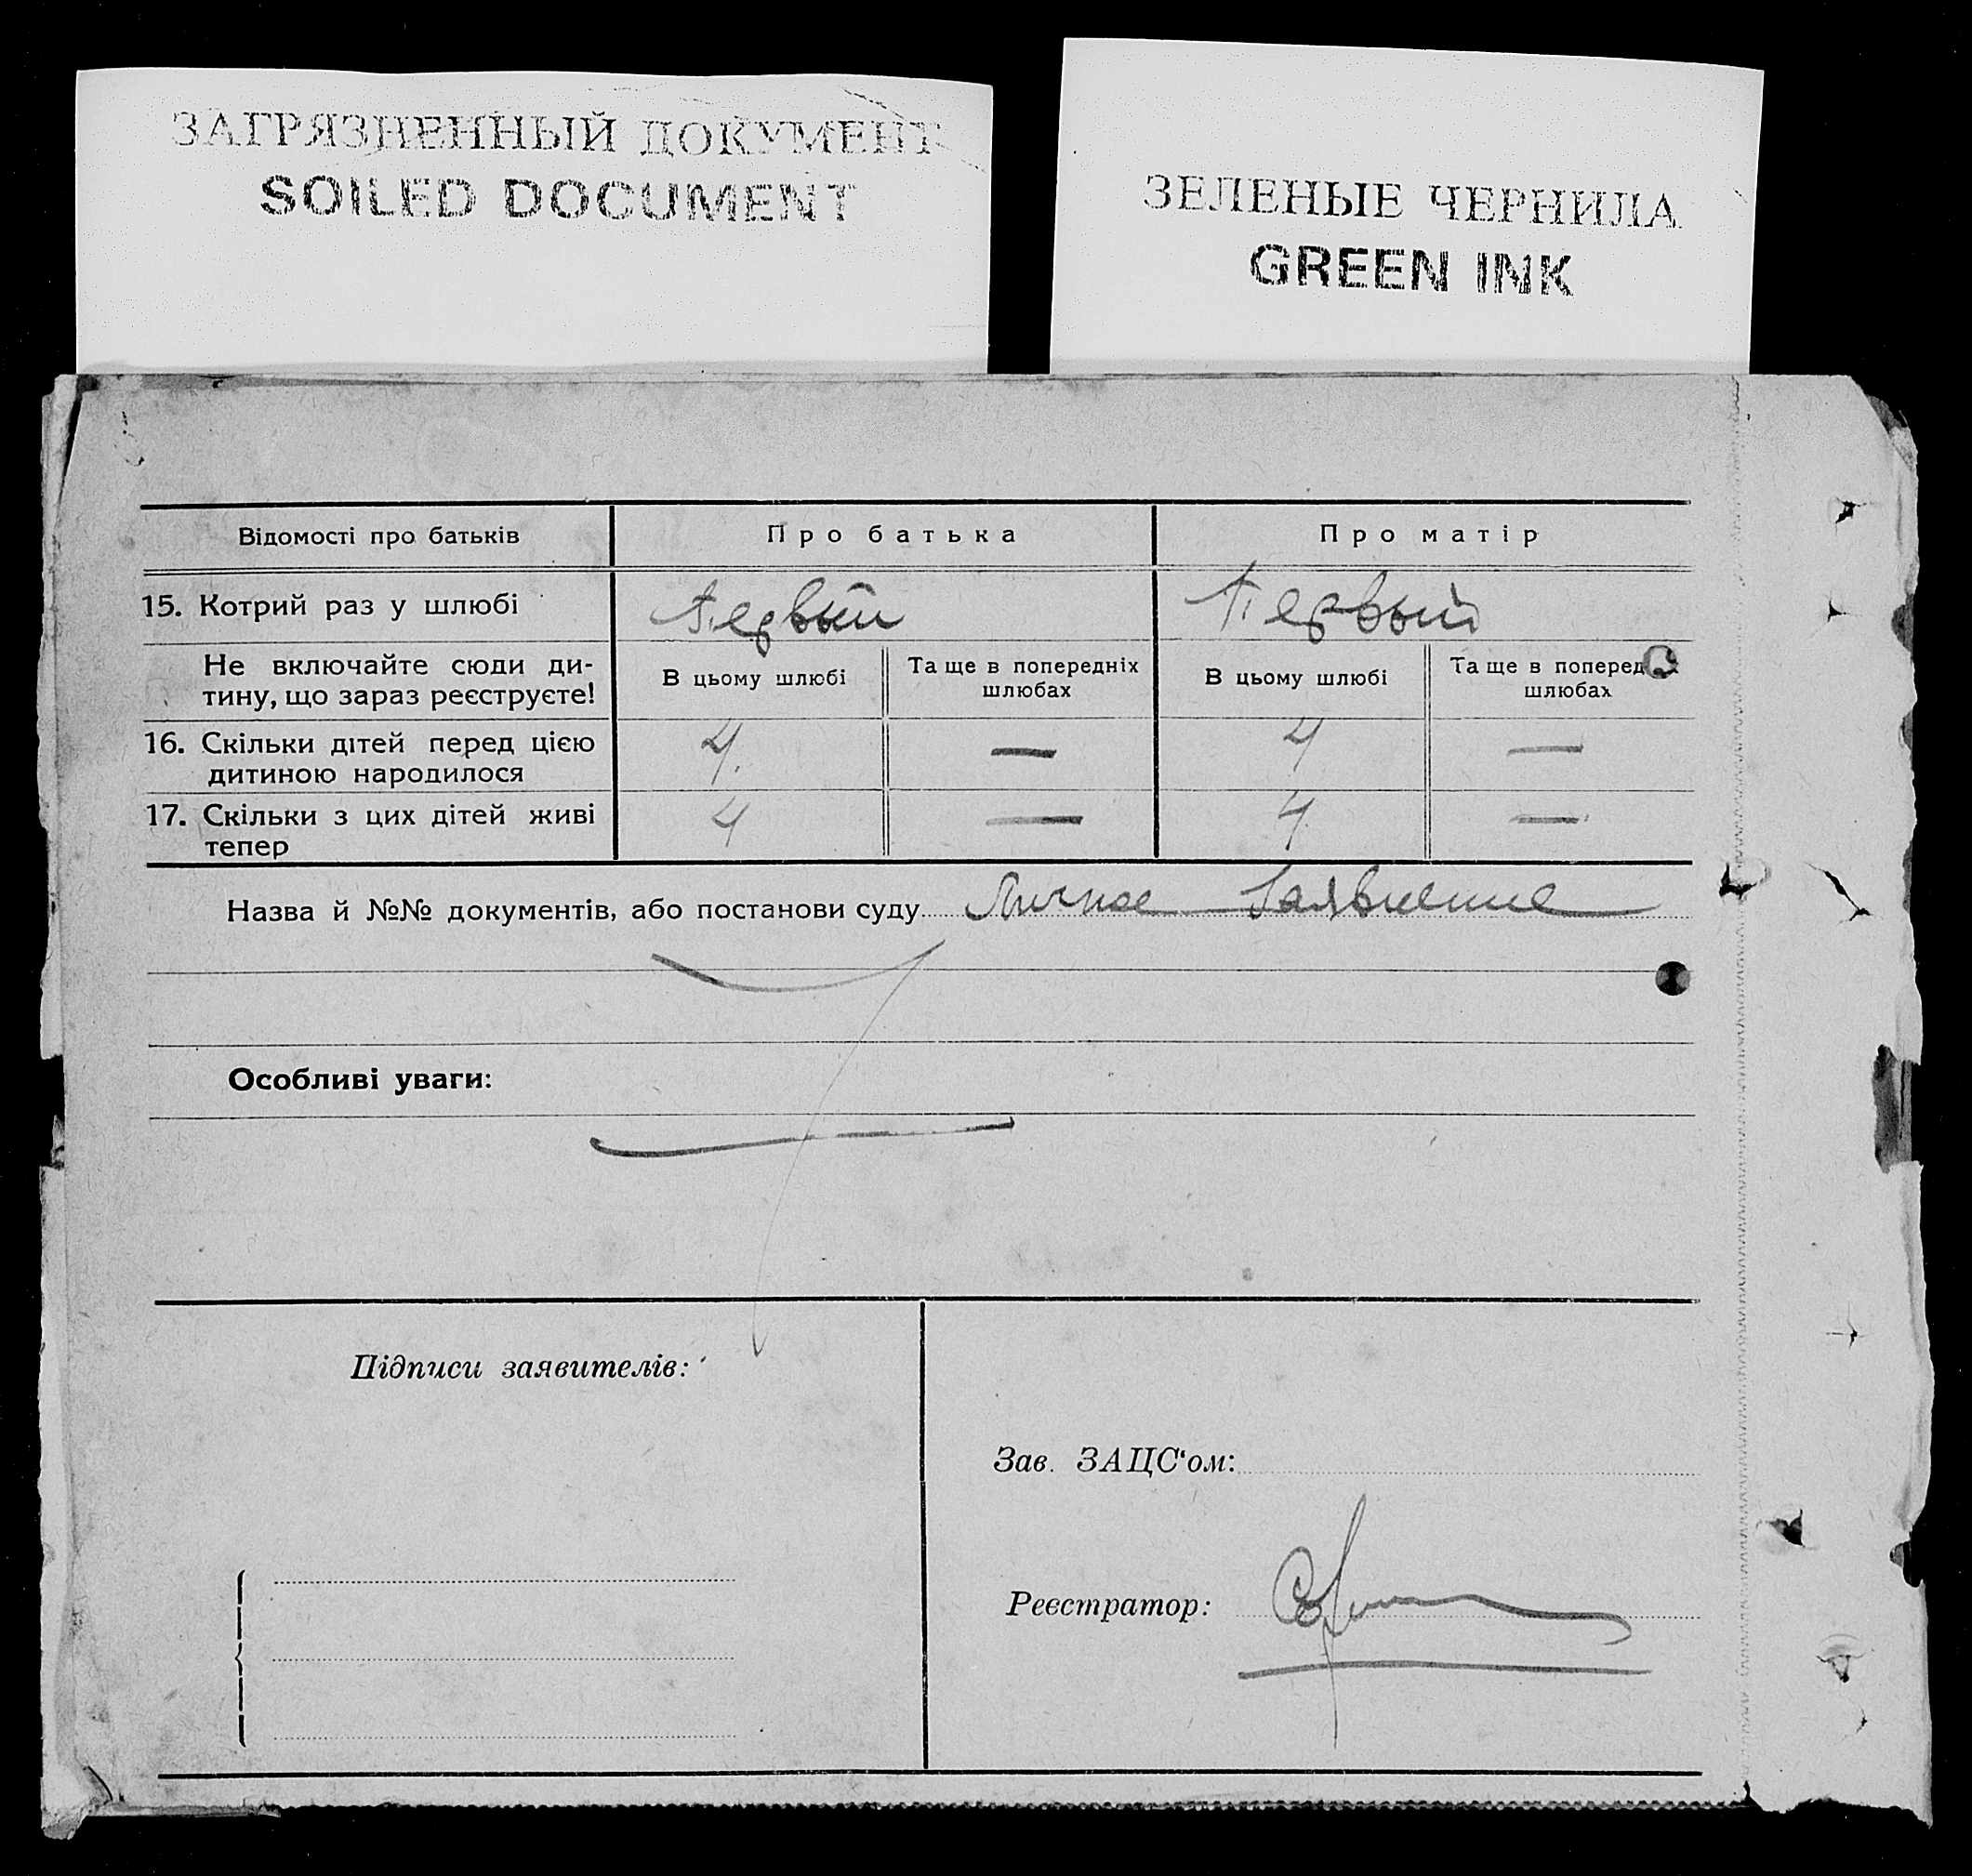 ЗАГРЯЗНЕННЫЙ ДОКУМЕНТ
SOILED DOCUMENT
ЗЕЛЕНЫЕ ЧЕРНИЛА
GREEN INK
Відомості про батьків Про батька Про матір
15. Котрий раз у шлюбі Первый Первый
Не включайте сюди ди-
тину, що зараз реєструєте!
В цьому шлюбі
Та ще в попередніх
шлюбах
В цьому шлюбі
Та ще в поперед
шлюбах
16. Скільки дітей перед цією
дитиною народилося
4. — 4 —
17. Скільки з цих дітей живі
тепер
4 — 4 —
Назва й №№ документів, або постанови суду Личное Заявление
Особливі уваги:
Підписи заявителів:
Зав. ЗАЦС'ом:
Реєстратор: